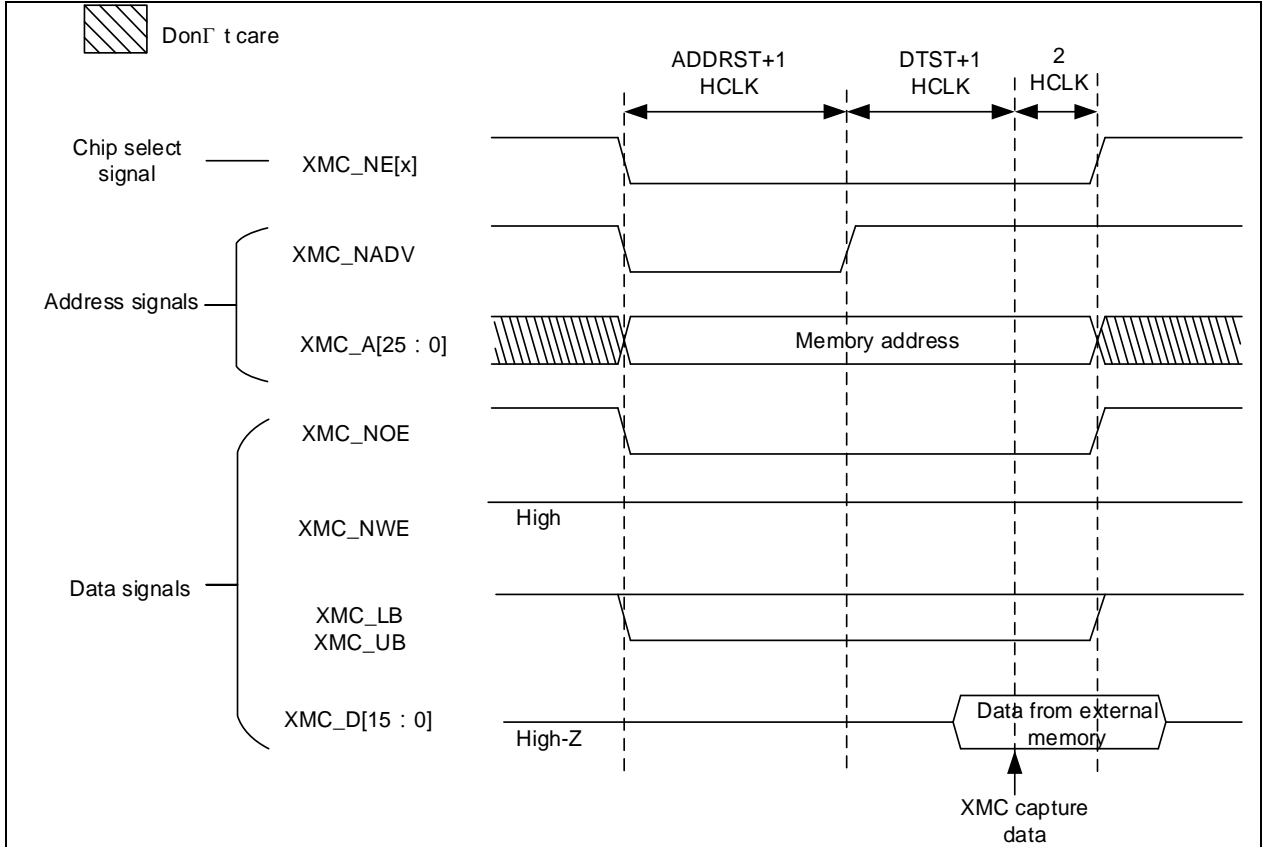 DonΓ t care
ADDRST+1
HCLK
DTST+1
HCLK
2
HCLK
Chip select
signal
XMC_NE[x]
XMC_NADV
Address signals
XMC_A[25 : 0]
Memory address
XMC_NOE
XMC_NWE
High
Data signals
XMC_LB
XMC_UB
XMC_D[15 : 0]
High-Z
Data from external
memory
XMC capture
data